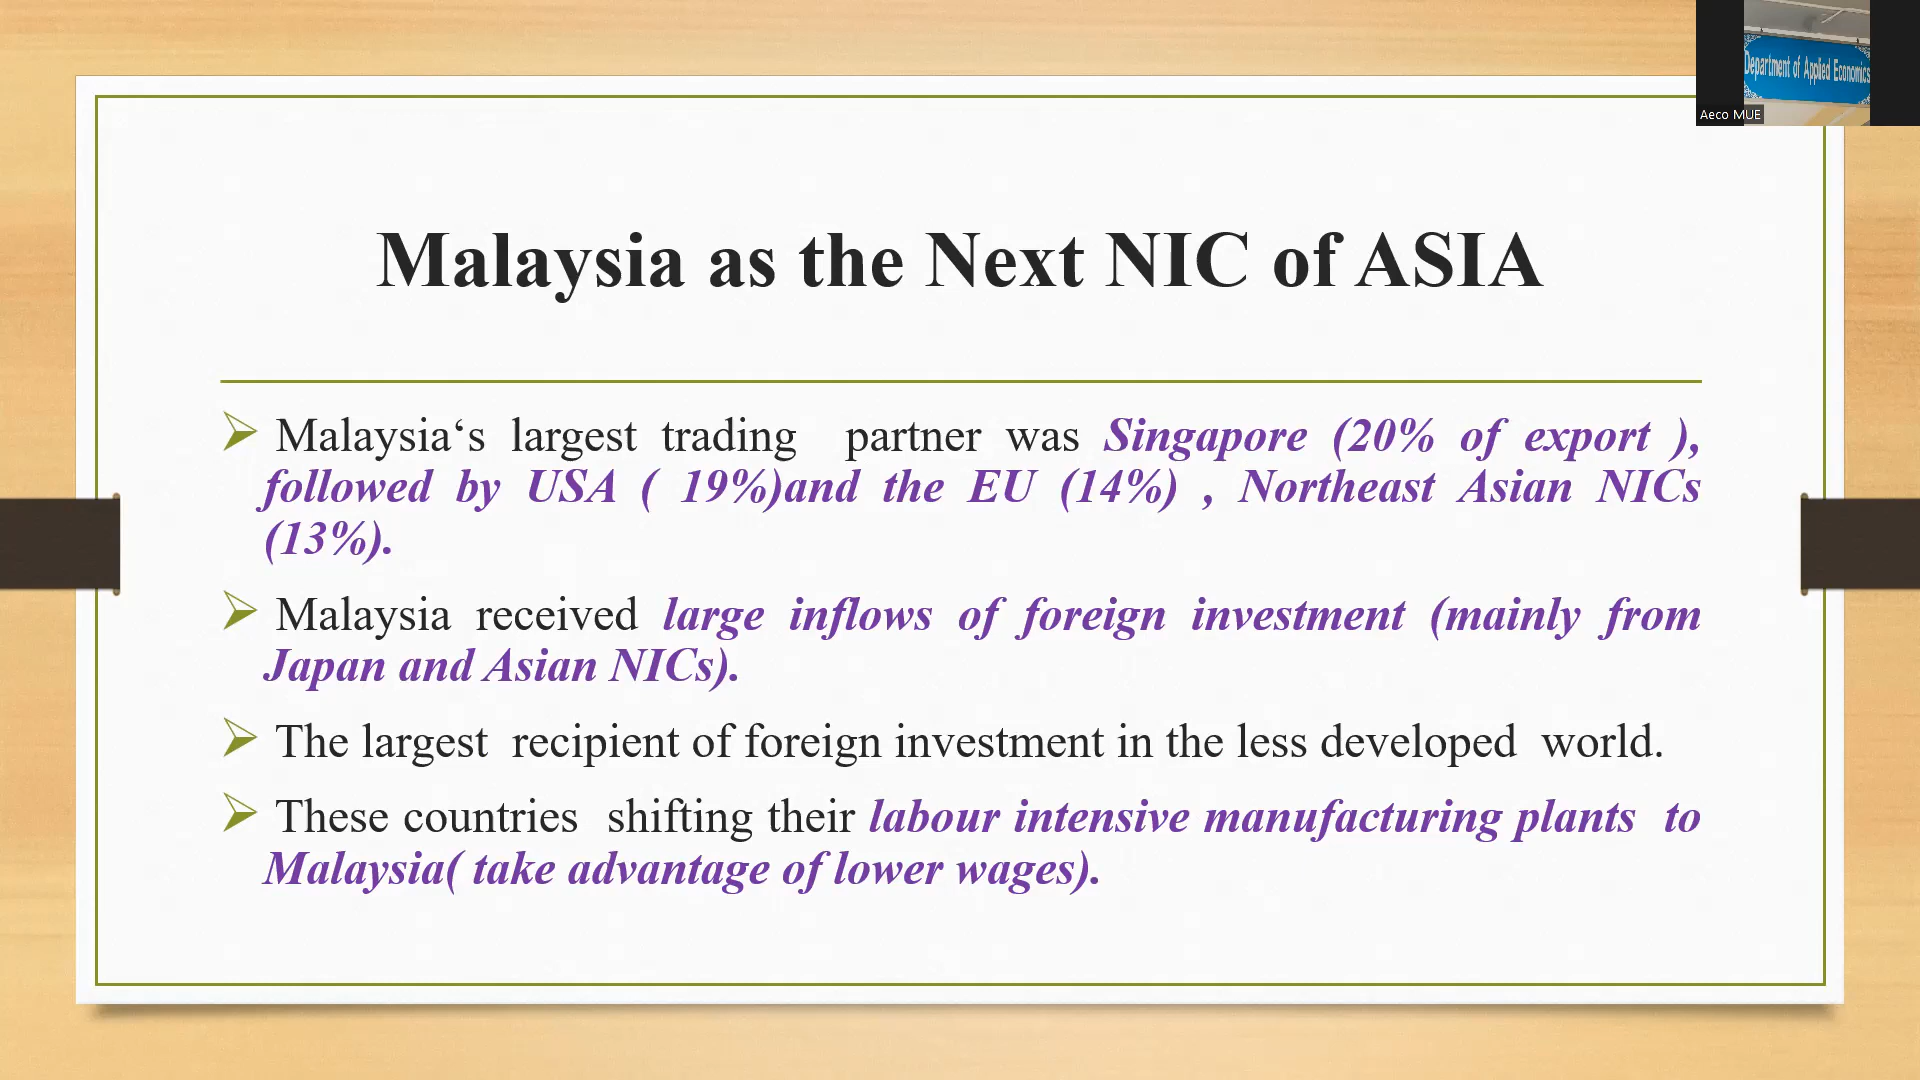 Department of Applied Economics
Aeco MUE
Malaysia as the Next NIC of ASIA
Malaysia‘s largest trading partner was Singapore (20% of export ),
followed by USA ( 19%)and the EU (14%) , Northeast Asian NICs
(13%).
Malaysia received large inflows of foreign investment (mainly from
Japan and Asian NICs).
The largest recipient of foreign investment in the less developed world.
These countries shifting their labour intensive manufacturing plants to
Malaysia( take advantage of lower wages).